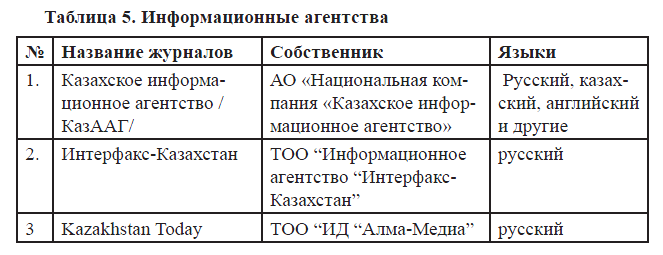 Таблица 5. Информационные агентства
№ Название журналов Собственник Языки
1. Казахское информа- АО «Национальная ком- Русский, казах-
ционное агентство / пания «Казахское инфор- ский, английский
КазААГ/ мационное агентство» и другие
2. Интерфакс-Казахстан ТОО “Информационное русский
агентство “Интерфакс-
Казахстан”
3 Kazakhstan Today ТОО “ИД “Алма-Медиа” русский